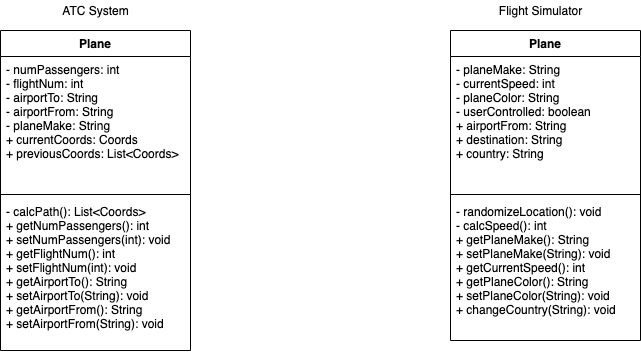 ATC System
Plane
- numPassengers: int
- flightNum: int
- airportTo: String
- airportFrom: String
- planeMake: String
+ currentCoords: Coords
+ previousCoords: List<Coords>
- calcPath(): List<Coords>
+ getNumPassengers(): int
+ setNumPassengers(int): void
+ getFlightNum(): int
+ setFlightNum(int): void
+ getAirportTo(): String
+ setAirportTo(String): void
+ getAirportFrom(): String
+ setAirportFrom(String): void
Flight Simulator
Plane
- planeMake: String
- currentSpeed: int
- planeColor: String
- userControlled: boolean
+ airportFrom: String
+ destination: String
+ country: String
- randomizeLocation(): void
- calcSpeed(): int
+ getPlaneMake(): String
+ setPlaneMake(String): void
+ getCurrentSpeed(): int
+ getPlaneColor(): String
+ setPlaneColor(String): void
+ changeCountry(String): void